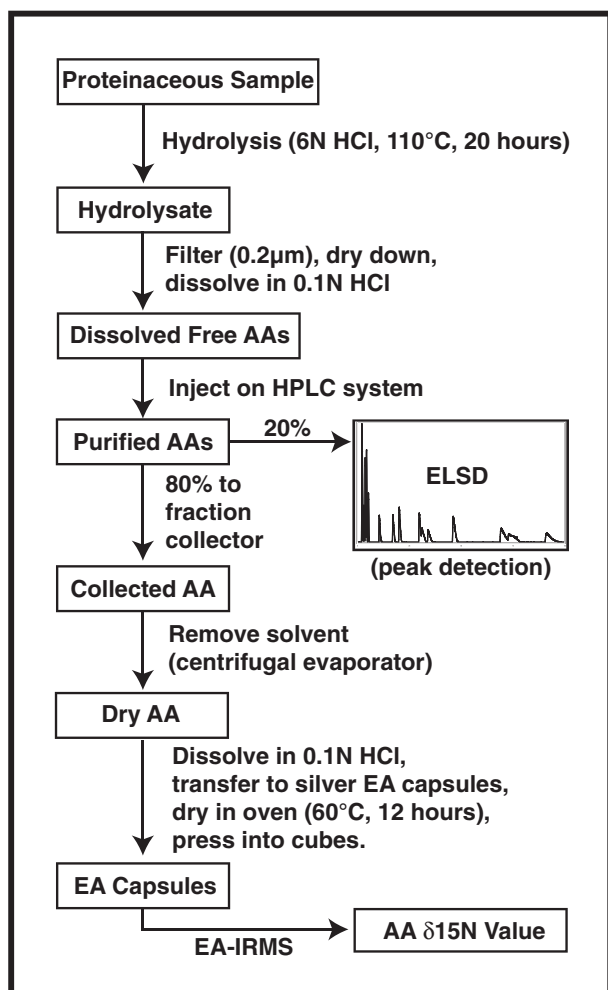 Proteinaceous Sample
Hydrolysis (6N HCl, 110°C, 20 hours)
Hydrolysate
Filter (0.2µm), dry down,
dissolve in 0.1N HCl
Dissolved Free AAs
Inject on HPLC system
Purified AAs
20%
ELSD
(peak detection)
80% to
fraction
collector
Collected AA
Remove solvent
(centrifugal evaporator)
Dry AA
Dissolve in 0.1N HCl,
transfer to silver EA capsules,
dry in oven (60°C, 12 hours),
press into cubes.
EA Capsules
EA-IRMS
AA δ15N Value